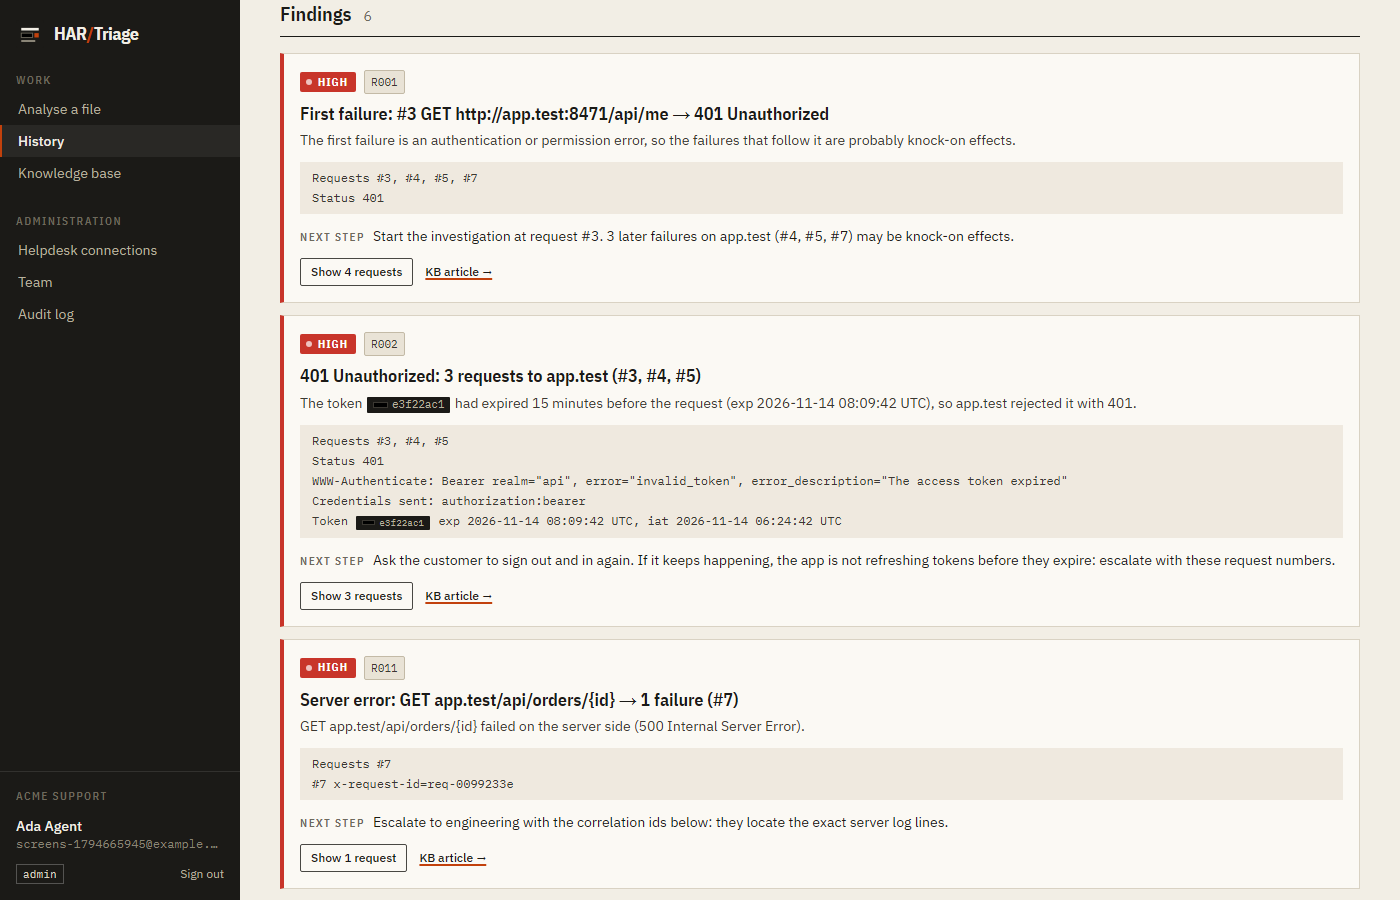 HAR/Triage
WORK
Analyse a file
History
Knowledge base
ADMINISTRATION
Helpdesk connections
Team
Audit log
ACME SUPPORT
Ada Agent
screens-1794665945@example.…
admin
Sign out
Findings 6
HIGH R001
First failure: #3 GET http://app.test:8471/api/me → 401 Unauthorized
The first failure is an authentication or permission error, so the failures that follow it are probably knock-on effects.
Requests #3, #4, #5, #7
Status 401
NEXT STEP Start the investigation at request #3. 3 later failures on app.test (#4, #5, #7) may be knock-on effects.
Show 4 requests KB article →
HIGH R002
401 Unauthorized: 3 requests to app.test (#3, #4, #5)
The token e3f22ac1 had expired 15 minutes before the request (exp 2026-11-14 08:09:42 UTC), so app.test rejected it with 401.
Requests #3, #4, #5
Status 401
WWW-Authenticate: Bearer realm="api", error="invalid_token", error_description="The access token expired"
Credentials sent: authorization:bearer
Token e3f22ac1 exp 2026-11-14 08:09:42 UTC, iat 2026-11-14 06:24:42 UTC
NEXT STEP Ask the customer to sign out and in again. If it keeps happening, the app is not refreshing tokens before they expire: escalate with these request numbers.
Show 3 requests KB article →
HIGH R011
Server error: GET app.test/api/orders/{id} → 1 failure (#7)
GET app.test/api/orders/{id} failed on the server side (500 Internal Server Error).
Requests #7
#7 x-request-id=req-0099233e
NEXT STEP Escalate to engineering with the correlation ids below: they locate the exact server log lines.
Show 1 request KB article →